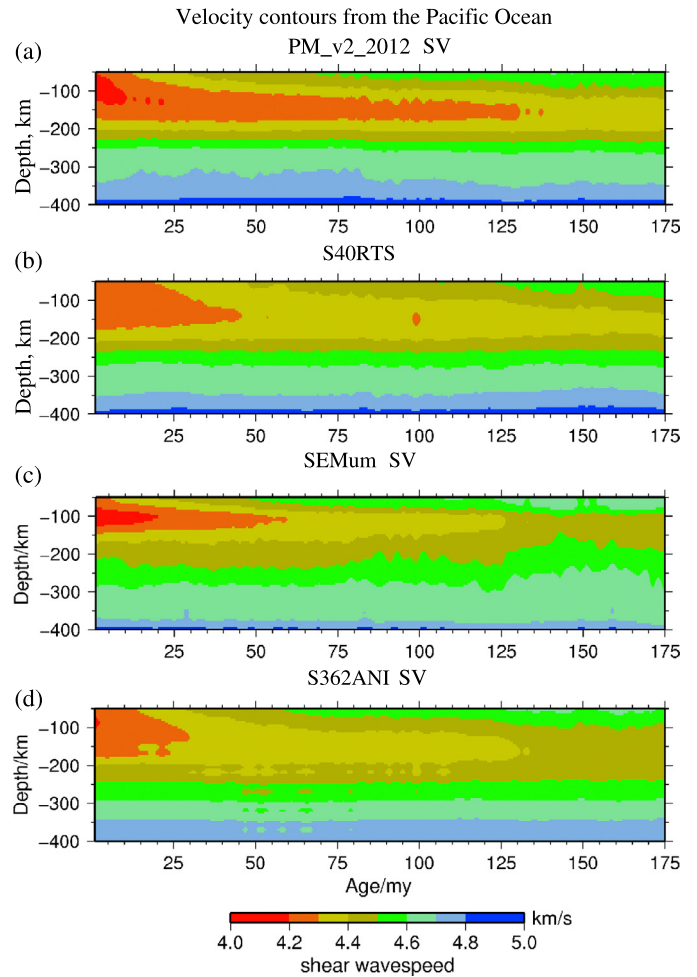 Velocity contours from the Pacific Ocean
(a) PM_v2_2012 SV
Depth, km
−100
−200
−300
−400
25 50 75 100 125 150 175
(b) S40RTS
Depth, km
−100
−200
−300
−400
25 50 75 100 125 150 175
(c) SEMum SV
Depth/km
−100
−200
−300
−400
25 50 75 100 125 150 175
(d) S362ANI SV
Depth/km
−100
−200
−300
−400
25 50 75 100 125 150 175
Age/my
km/s
4.0 4.2 4.4 4.6 4.8 5.0
shear wavespeed